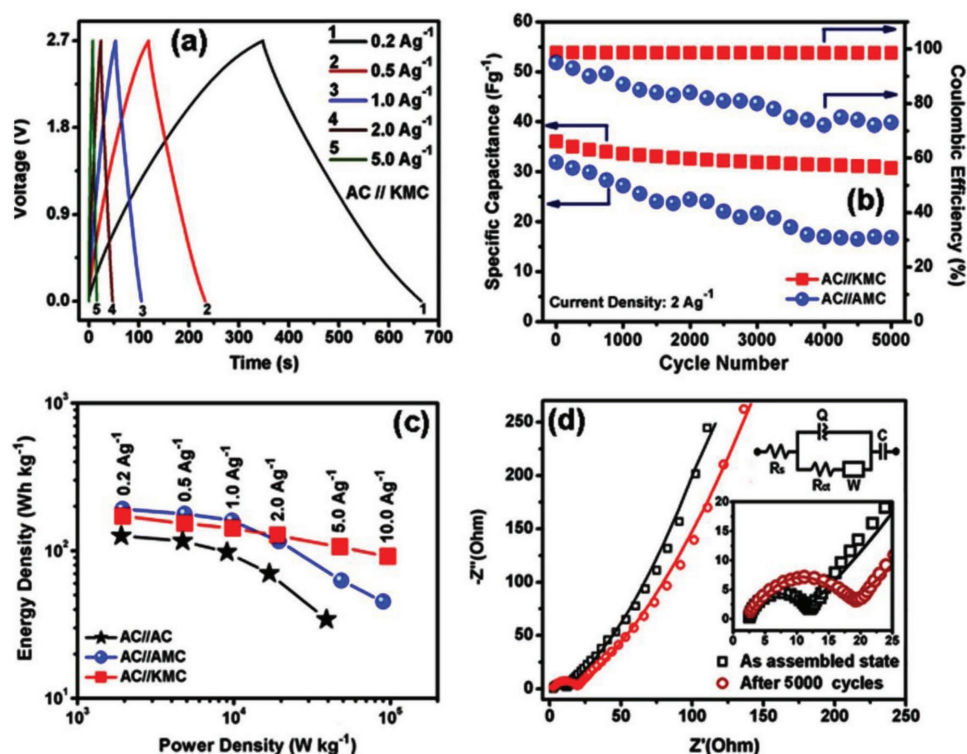 (a)
2.7
1.8
0.9
0.0
Voltage (V)
1 0.2 Ag⁻¹
2 0.5 Ag⁻¹
3 1.0 Ag⁻¹
4 2.0 Ag⁻¹
5 5.0 Ag⁻¹
AC // KMC
5 4 3 2 1
0 100 200 300 400 500 600 700
Time (s)
(b)
60
50
40
30
20
10
0
Specific Capacitance (Fg⁻¹)
100
80
60
40
20
0
Coulombic Efficiency (%)
AC//KMC
AC//AMC
Current Density: 2 Ag⁻¹
0 1000 2000 3000 4000 5000
Cycle Number
(c)
10³
10²
10¹
Energy Density (Wh kg⁻¹)
0.2 Ag⁻¹
0.5 Ag⁻¹
1.0 Ag⁻¹
2.0 Ag⁻¹
5.0 Ag⁻¹
10.0 Ag⁻¹
AC//AC
AC//AMC
AC//KMC
10³ 10⁴ 10⁵
Power Density (W kg⁻¹)
(d)
250
200
150
100
50
0
-Z''(Ohm)
Q
C
Rs
Rct W
20
15
10
5
0
0 5 10 15 20 25
As assembled state
After 5000 cycles
0 50 100 150 200 250
Z'(Ohm)